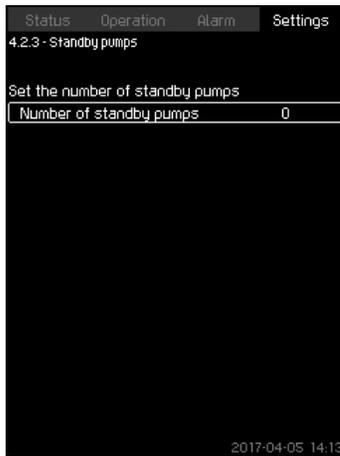 Status Operation Alarm Settings
4.2.3 - Standby pumps
Set the number of standby pumps
Number of standby pumps 0
2017-04-05 14:13